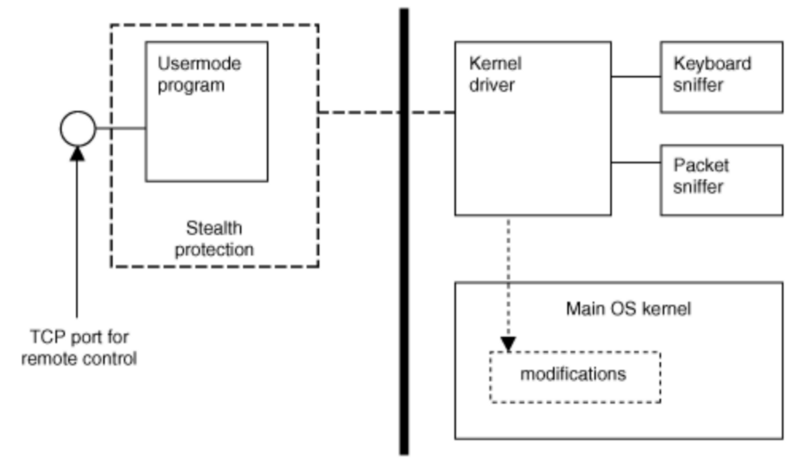 Usermode
program
Stealth
protection
TCP port for
remote control
Kernel
driver
Keyboard
sniffer
Packet
sniffer
Main OS kernel
modifications